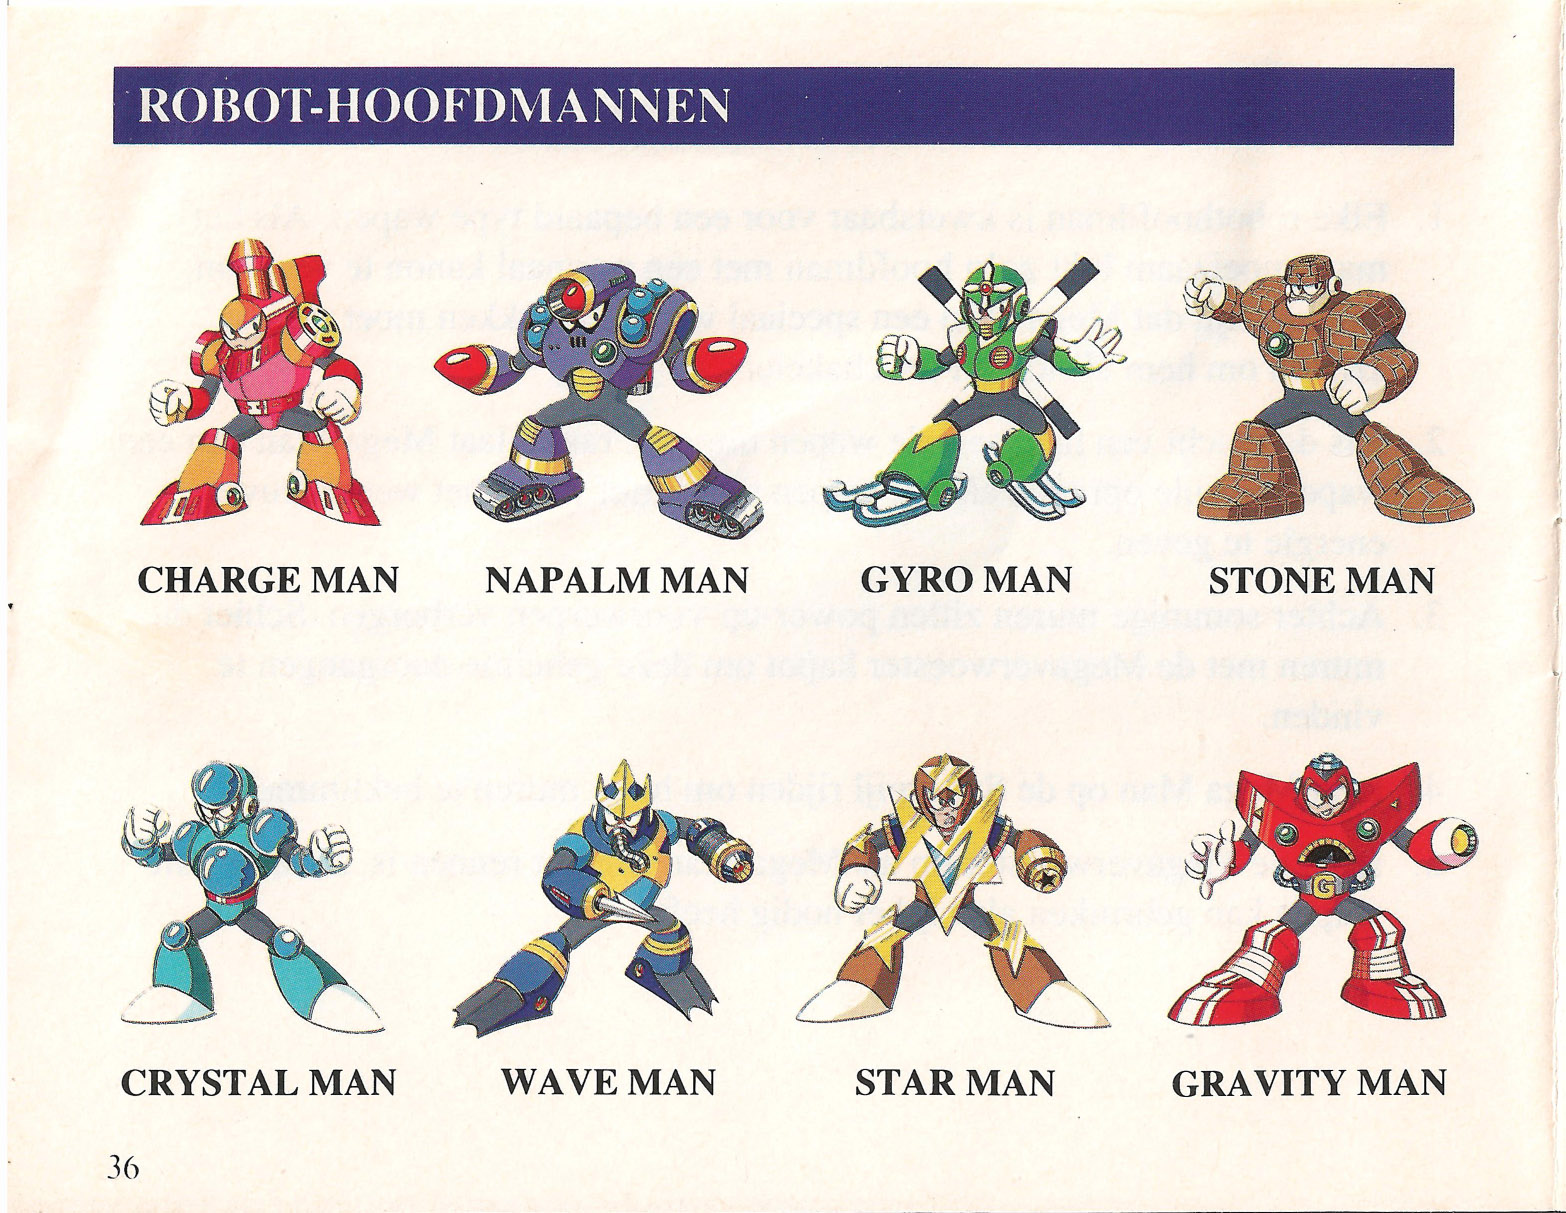 ROBOT-HOOFDMANNEN
CHARGE MAN
NAPALM MAN
GYRO MAN
STONE MAN
G
CRYSTAL MAN
WAVE MAN
STAR MAN
GRAVITY MAN
36